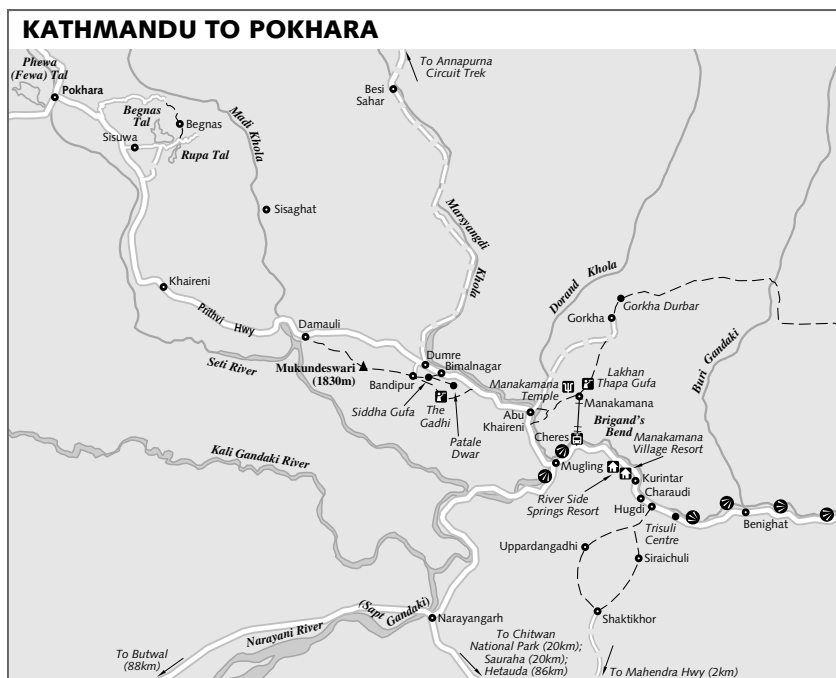 KATHMANDU TO POKHARA
Phewa
(Fewa) Tal
Pokhara
To Annapurna
Circuit Trek
Besi
Sahar
Begnas
Tal
Begnas
Sisuwa
Rupa Tal
Madi Khola
Sisaghat
Marsyangdi
Khola
Dorand Khola
Khaireni
Gorkha Durbar
Gorkha
Prithvi Hwy
Damauli
Buri Gandaki
Seti River
Mukundeswari
(1830m)
Dumre
Bimalnagar
Bandipur
Siddha Gufa
The
Gadhi
Patale
Dwar
Manakamana
Temple
Lakhan
Thapa Gufa
Manakamana
Abu
Khaireni
Brigand's
Bend
Cheres
Manakamana
Village Resort
Kali Gandaki River
Mugling
Kurintar
River Side
Springs Resort
Charaudi
Hugdi
Trisuli
Centre
Benighat
Uppardangadhi
Siraichuli
Shaktikhor
(Sapt Gandaki)
Narayani River
Narayangarh
To Butwal
(88km)
To Chitwan
National Park (20km);
Sauraha (20km);
Hetauda (86km)
To Mahendra Hwy (2km)